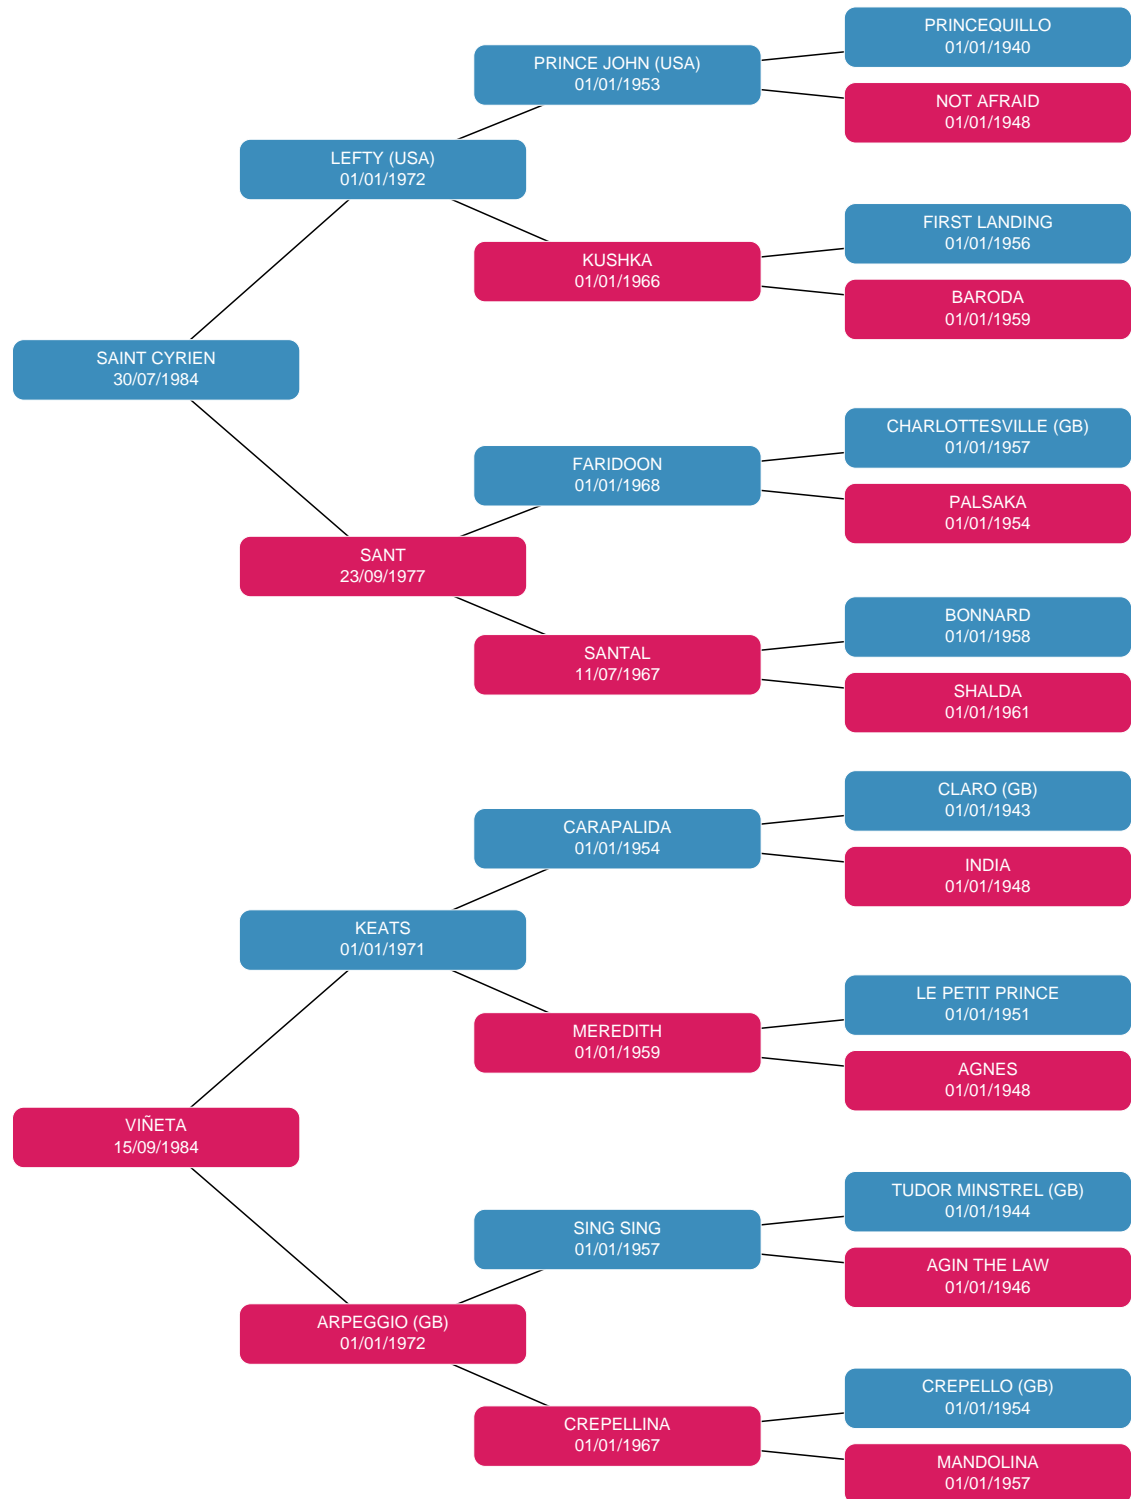 PRINCEQUILLO
01/01/1940
PRINCE JOHN (USA)
01/01/1953
NOT AFRAID
01/01/1948
LEFTY (USA)
01/01/1972
FIRST LANDING
01/01/1956
KUSHKA
01/01/1966
BARODA
01/01/1959
SAINT CYRIEN
30/07/1984
CHARLOTTESVILLE (GB)
01/01/1957
FARIDOON
01/01/1968
PALSAKA
01/01/1954
SANT
23/09/1977
BONNARD
01/01/1958
SANTAL
11/07/1967
SHALDA
01/01/1961
CLARO (GB)
01/01/1943
CARAPALIDA
01/01/1954
INDIA
01/01/1948
KEATS
01/01/1971
LE PETIT PRINCE
01/01/1951
MEREDITH
01/01/1959
AGNES
01/01/1948
VIÑETA
15/09/1984
TUDOR MINSTREL (GB)
01/01/1944
SING SING
01/01/1957
AGIN THE LAW
01/01/1946
ARPEGGIO (GB)
01/01/1972
CREPELLO (GB)
01/01/1954
CREPELLINA
01/01/1967
MANDOLINA
01/01/1957